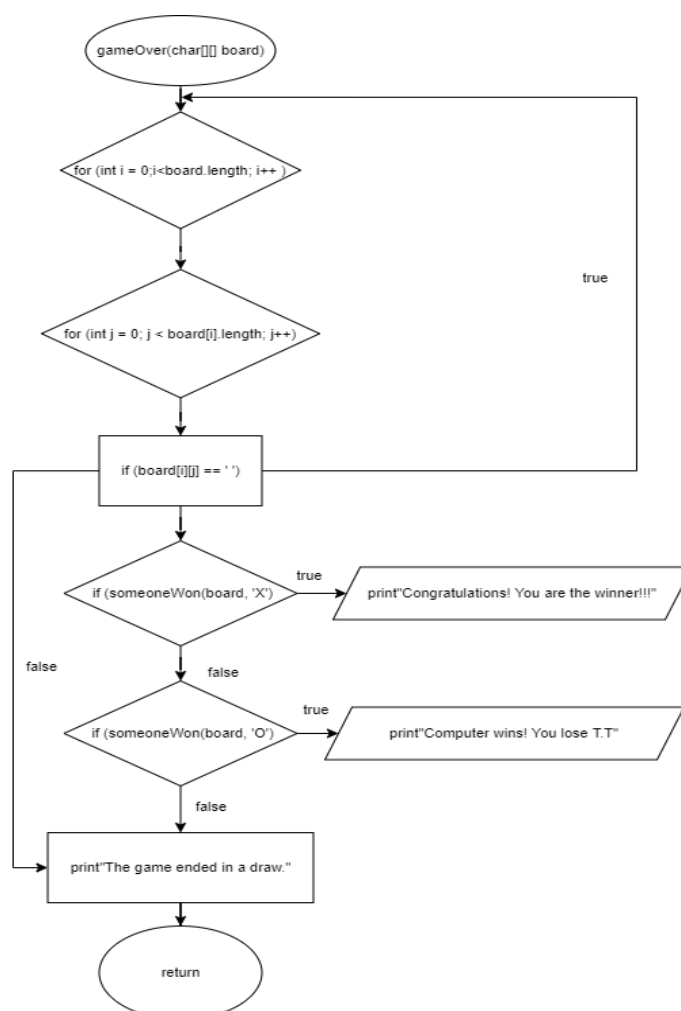 gameOver(char[][] board)
for (int i = 0;i<board.length; i++ )
true
for (int j = 0; j < board[i].length; j++)
if (board[i][j] == ' ')
if (someoneWon(board, 'X')
true
print"Congratulations! You are the winner!!!"
false
false
if (someoneWon(board, 'O')
true
print"Computer wins! You lose T.T"
false
print"The game ended in a draw."
return